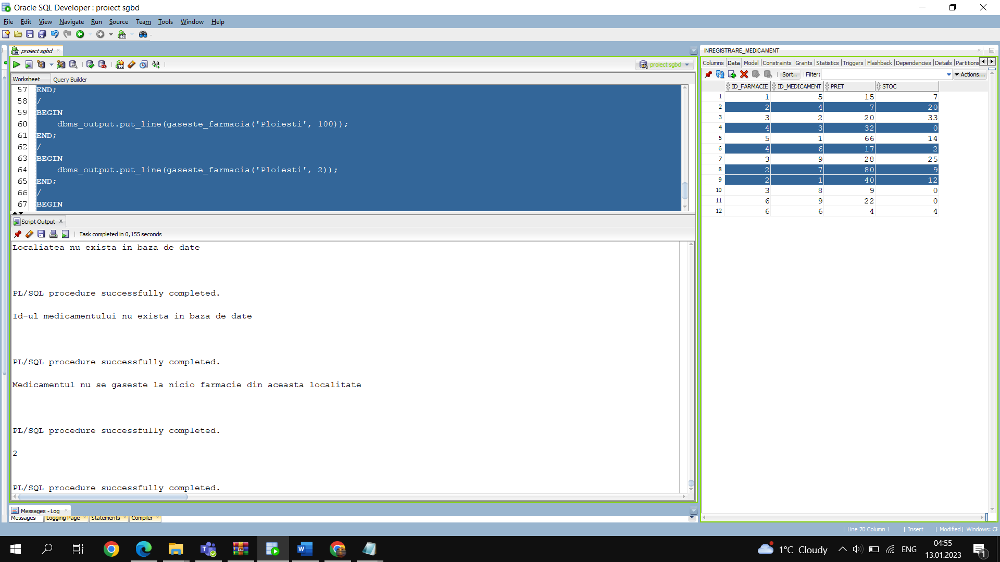 Oracle SQL Developer : proiect sgbd
File Edit View Navigate Run Source Team Tools Window Help
proiect sgbd
proiect sgbd
Worksheet Query Builder
57 END;
58 /
59 BEGIN
60 dbms_output.put_line(gaseste_farmacia('Ploiesti', 100));
61 END;
62 /
63 BEGIN
64 dbms_output.put_line(gaseste_farmacia('Ploiesti', 2));
65 END;
66 /
67 BEGIN
Script Output
Task completed in 0,155 seconds
Localiatea nu exista in baza de date
PL/SQL procedure successfully completed.
Id-ul medicamentului nu exista in baza de date
PL/SQL procedure successfully completed.
Medicamentul nu se gaseste la nicio farmacie din aceasta localitate
PL/SQL procedure successfully completed.
2
PL/SQL procedure successfully completed.
Messages - Log
Messages Logging Page Statements Compiler
INREGISTRARE_MEDICAMENT
Columns Data Model Constraints Grants Statistics Triggers Flashback Dependencies Details Partitions
Sort.. Filter: Actions...
ID_FARMACIE ID_MEDICAMENT PRET STOC
1 1 5 15 7
2 2 4 7 20
3 3 2 20 33
4 4 3 32 0
5 5 1 66 14
6 4 6 17 2
7 3 9 28 25
8 2 7 80 9
9 2 1 40 12
10 3 8 9 0
11 6 9 22 0
12 6 6 4 4
Line 70 Column 1 Insert Modified Windows:
1°C Cloudy ENG
04:55
13.01.2023
1